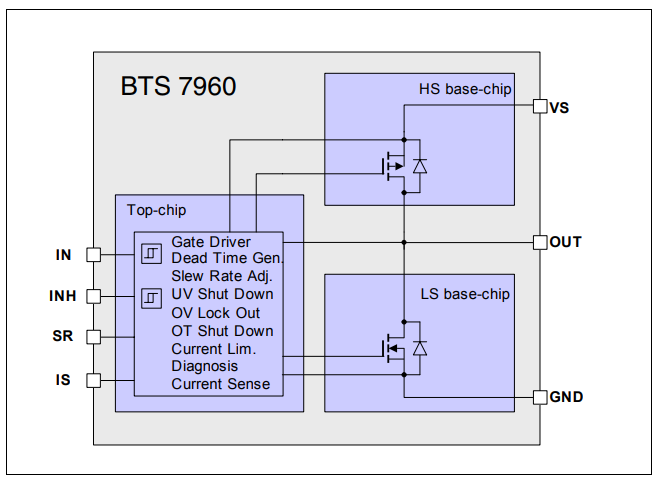 BTS 7960
HS base-chip
VS
Top-chip
IN
INH
SR
IS
Gate Driver
Dead Time Gen.
Slew Rate Adj.
UV Shut Down
OV Lock Out
OT Shut Down
Current Lim.
Diagnosis
Current Sense
OUT
LS base-chip
GND